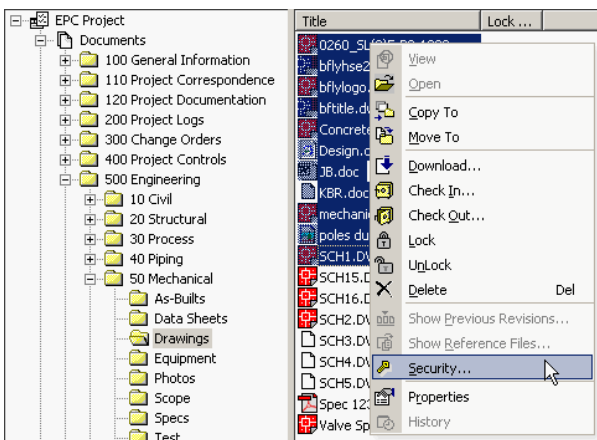 EPC Project
Documents
100 General Information
110 Project Correspondence
120 Project Documentation
200 Project Logs
300 Change Orders
400 Project Controls
500 Engineering
10 Civil
20 Structural
30 Process
40 Piping
50 Mechanical
As-Builts
Data Sheets
Drawings
Equipment
Photos
Scope
Specs
Test
Title Lock ...
bflyhse2
bflylogo.
bftitle.d
Concrete
Design.
JB.doc
KBR.doc
mechani
poles du
SCH1.DV
SCH15.D
SCH16.D
SCH2.DV
SCH3.DV
SCH4.DV
SCH5.DV
Spec 12
Valve Sp
View
Open
Copy To
Move To
Download...
Check In...
Check Out...
Lock
UnLock
Delete Del
Show Previous Revisions...
Show Reference Files...
Security...
Properties
History